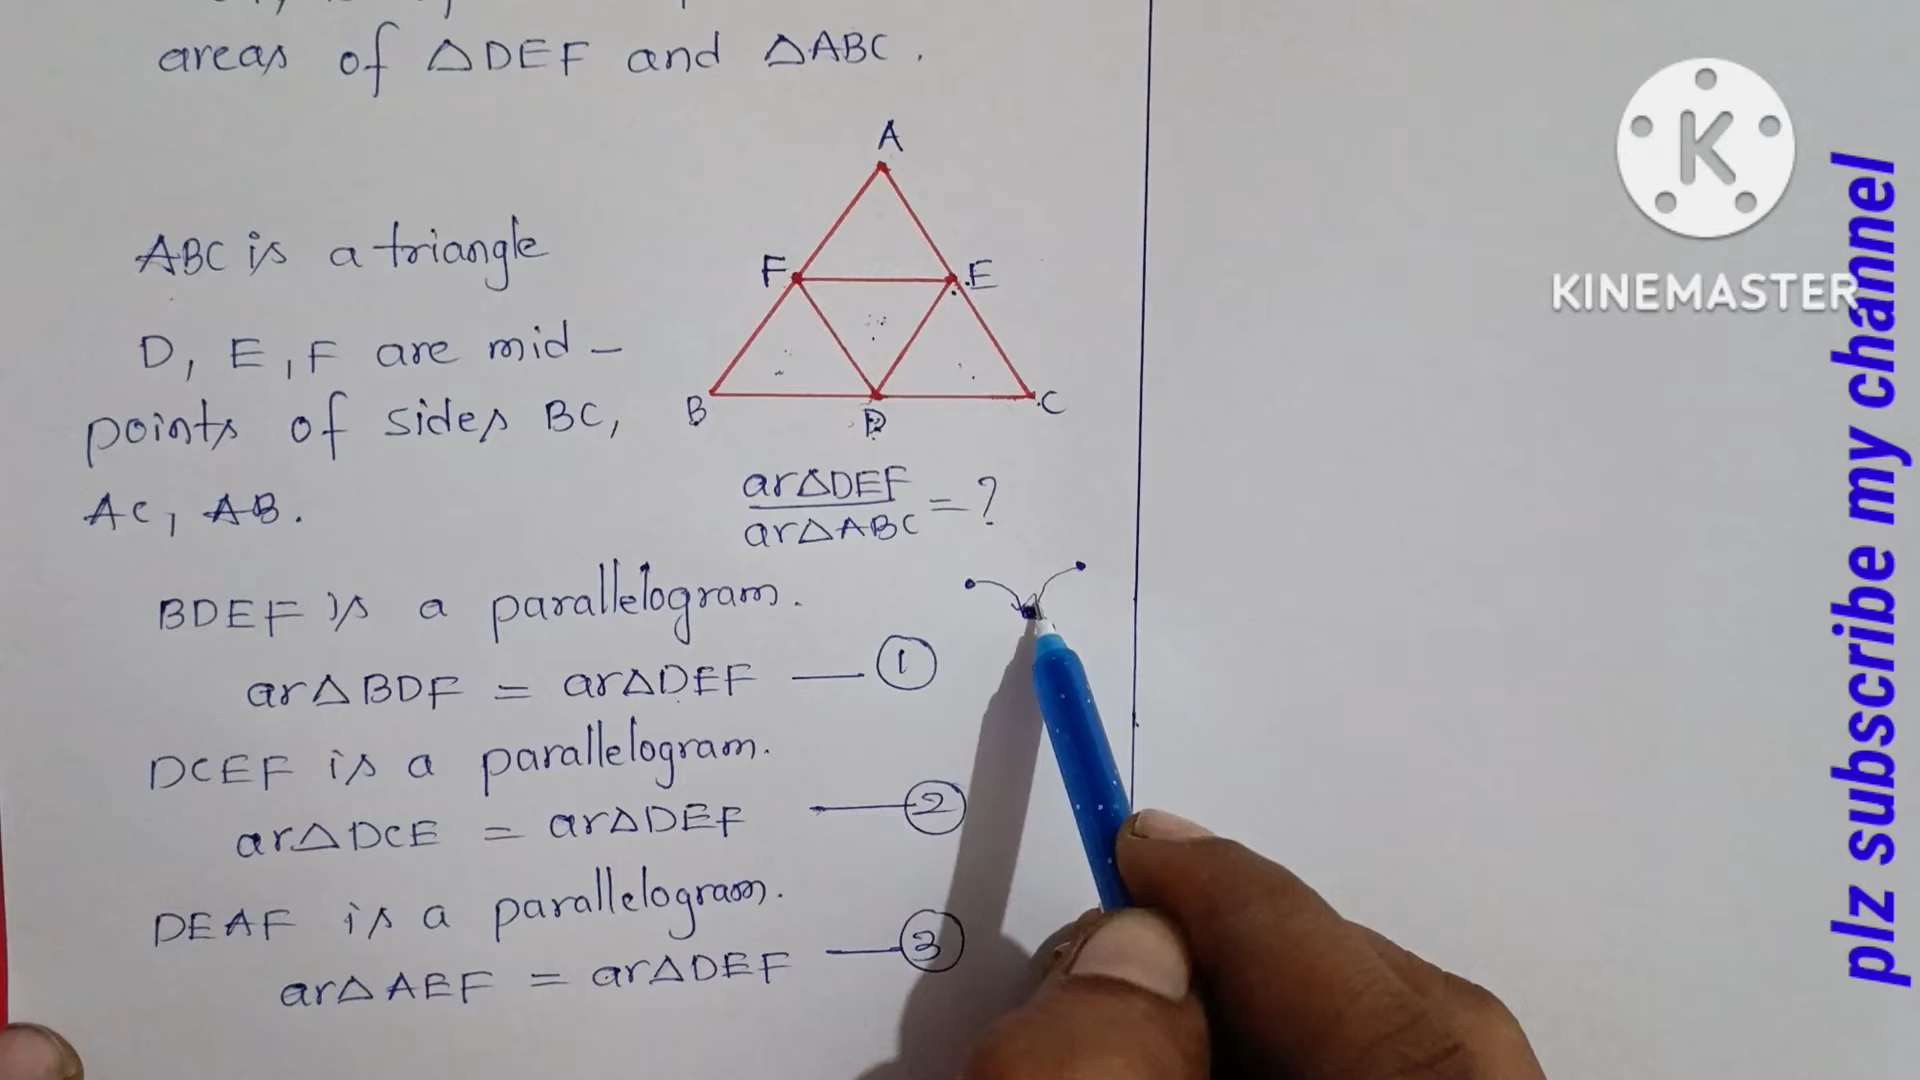 areas of △DEF and △ABC.
A
ABC is a triangle
F
E
D, E, F are mid-
points of sides BC,
B
D
C
AC, AB.
ar△DEF
ar△ABC
= ?
BDEF is a parallelogram.
ar△BDF = ar△DEF — ①
DCEF is a parallelogram.
ar△DCE = ar△DEF — ②
DEAF is a parallelogram.
ar△AEF = ar△DEF — ③
K
KINEMASTER
plz subscribe my channel